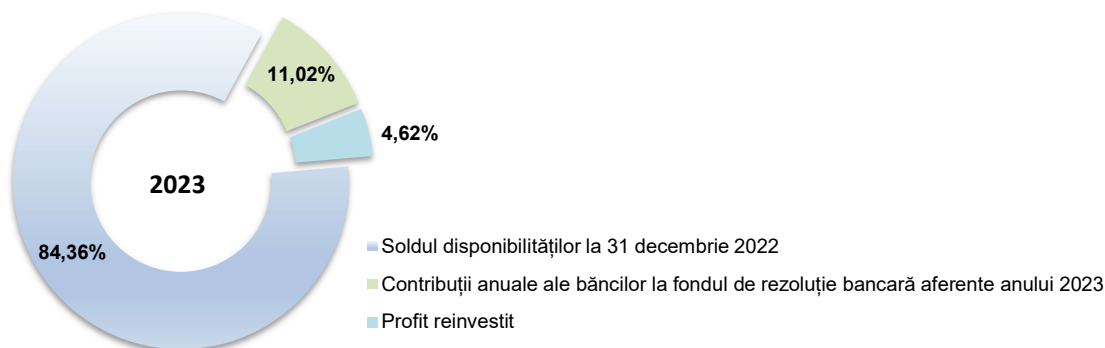 11,02%
4,62%
2023
84,36%
Soldul disponibilităților la 31 decembrie 2022
Contribuții anuale ale băncilor la fondul de rezoluție bancară aferente anului 2023
Profit reinvestit